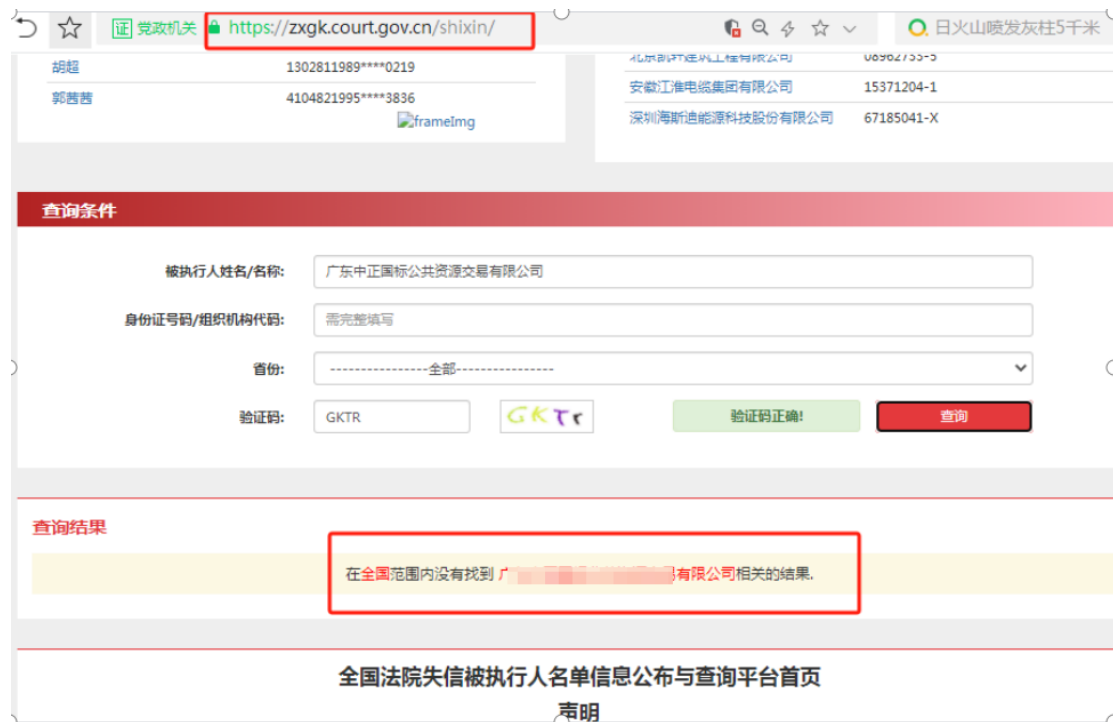 证 党政机关 https://zxgk.court.gov.cn/shixin/ 日火山喷发灰柱5千米
胡超 1302811989****0219
郭茜茜 4104821995****3836
frameImg
安徽江淮电缆集团有限公司 15371204-1
深圳海斯迪能源科技股份有限公司 67185041-X
查询条件
被执行人姓名/名称: 广东中正国标公共资源交易有限公司
身份证号码/组织机构代码: 需完整填写
省份: ----------------全部----------------
验证码: GKTR GKTr 验证码正确! 查询
查询结果
在全国范围内没有找到 有限公司相关的结果.
全国法院失信被执行人名单信息公布与查询平台首页
声明